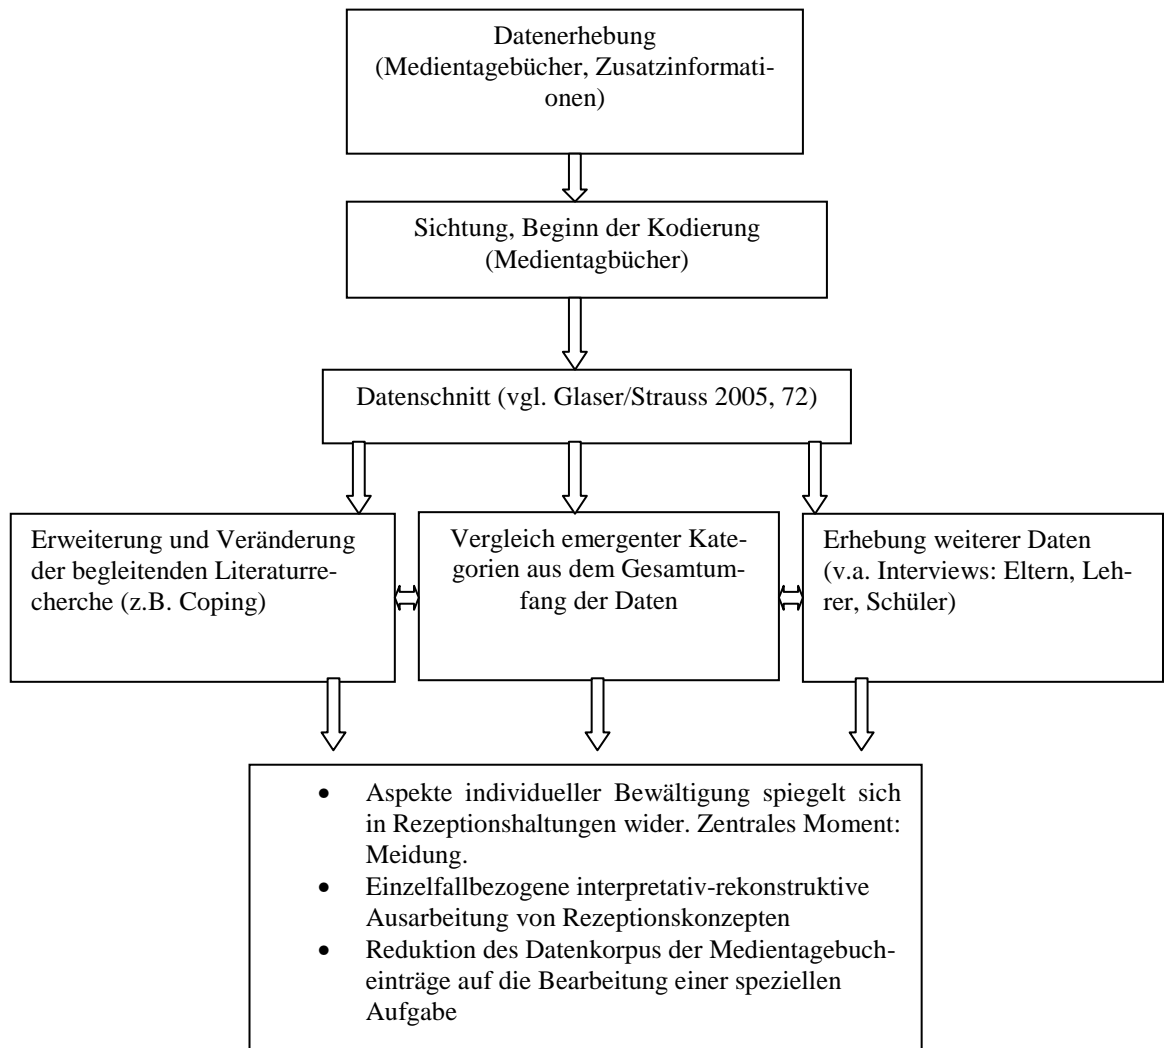 Datenerhebung
(Medientagebücher, Zusatzinformati-
onen)
Sichtung, Beginn der Kodierung
(Medientagbücher)
Datenschnitt (vgl. Glaser/Strauss 2005, 72)
Erweiterung und Veränderung
der begleitenden Literaturre-
cherche (z.B. Coping)
Vergleich emergenter Kate-
gorien aus dem Gesamtum-
fang der Daten
Erhebung weiterer Daten
(v.a. Interviews: Eltern, Leh-
rer, Schüler)
• Aspekte individueller Bewältigung spiegelt sich
in Rezeptionshaltungen wider. Zentrales Moment:
Meidung.
• Einzelfallbezogene interpretativ-rekonstruktive
Ausarbeitung von Rezeptionskonzepten
• Reduktion des Datenkorpus der Medientagebuch-
einträge auf die Bearbeitung einer speziellen
Aufgabe